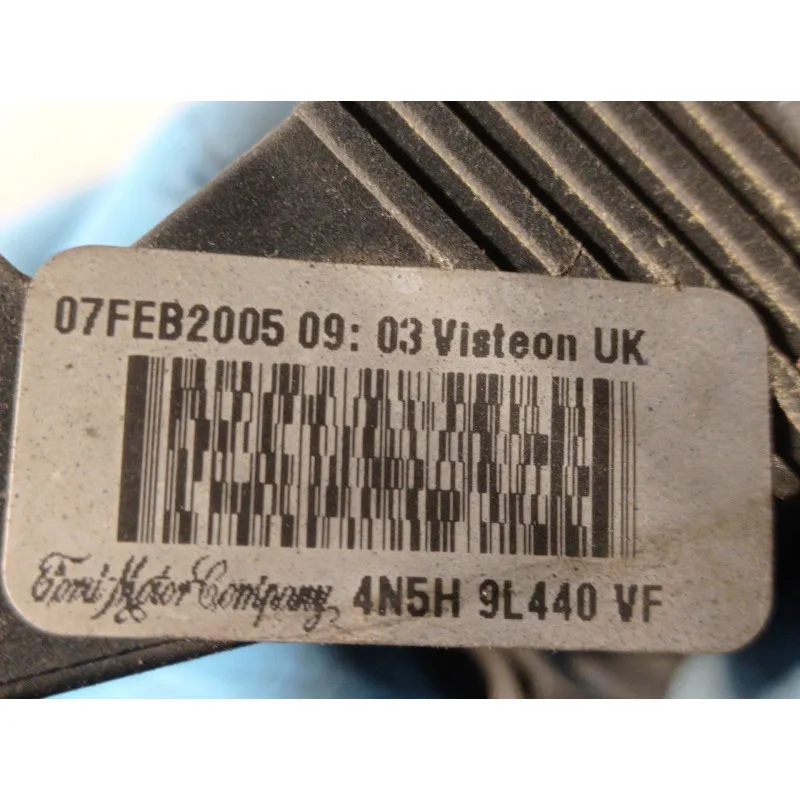 07FEB2005 09: 03 Visteon UK
Ford Motor Company 4N5H 9L440 VF